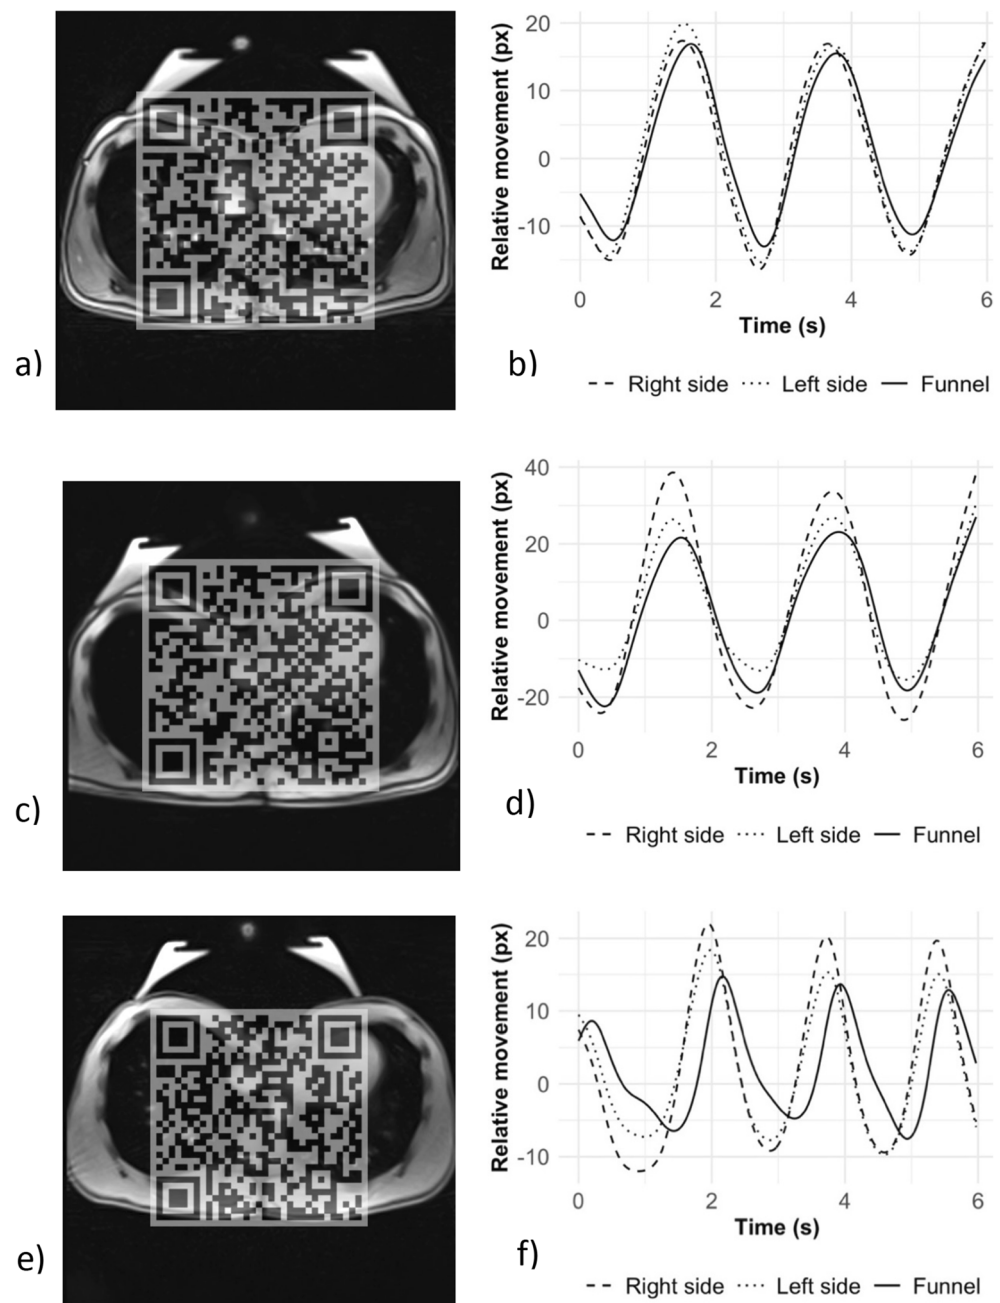 a)
b)
Relative movement (px)
20
10
0
-10
0 2 4 6
Time (s)
Right side Left side Funnel
c)
d)
Relative movement (px)
40
20
0
-20
0 2 4 6
Time (s)
Right side Left side Funnel
e)
f)
Relative movement (px)
20
10
0
-10
0 2 4 6
Time (s)
Right side Left side Funnel